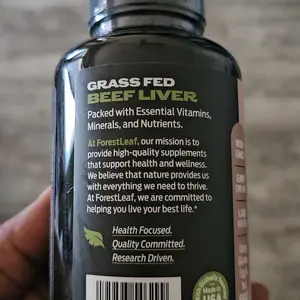 GRASS FED
BEEF LIVER
Packed with Essential Vitamins,
Minerals, and Nutrients.
At ForestLeaf, our mission is to
provide high-quality supplements
that support health and wellness.
We believe that nature provides us
with everything we need to thrive.
At ForestLeaf, we are committed to
helping you live your best life.*
Health Focused.
Quality Committed.
Research Driven.
Made in
USA